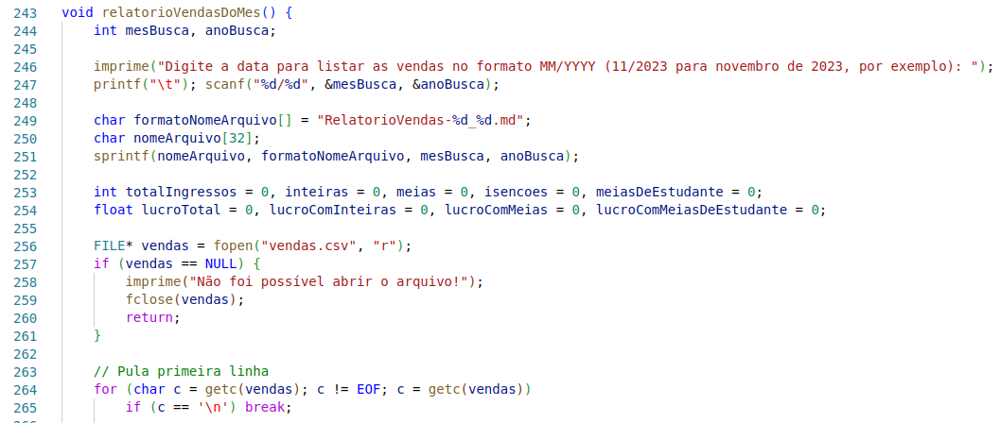 243 void relatorioVendasDoMes() {
244 int mesBusca, anoBusca;
245
246 imprime("Digite a data para listar as vendas no formato MM/YYYY (11/2023 para novembro de 2023, por exemplo): ");
247 printf("\t"); scanf("%d/%d", &mesBusca, &anoBusca);
248
249 char formatoNomeArquivo[] = "RelatorioVendas-%d_%d.md";
250 char nomeArquivo[32];
251 sprintf(nomeArquivo, formatoNomeArquivo, mesBusca, anoBusca);
252
253 int totalIngressos = 0, inteiras = 0, meias = 0, isencoes = 0, meiasDeEstudante = 0;
254 float lucroTotal = 0, lucroComInteiras = 0, lucroComMeias = 0, lucroComMeiasDeEstudante = 0;
255
256 FILE* vendas = fopen("vendas.csv", "r");
257 if (vendas == NULL) {
258 imprime("Não foi possível abrir o arquivo!");
259 fclose(vendas);
260 return;
261 }
262
263 // Pula primeira linha
264 for (char c = getc(vendas); c != EOF; c = getc(vendas))
265 if (c == '\n') break;